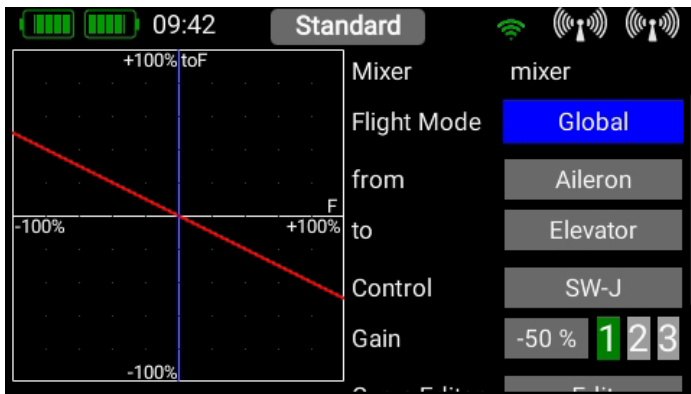 09:42 Standard
+100% toF
F
-100% +100%
-100%
Mixer mixer
Flight Mode Global
from Aileron
to Elevator
Control SW-J
Gain -50 % 1 2 3